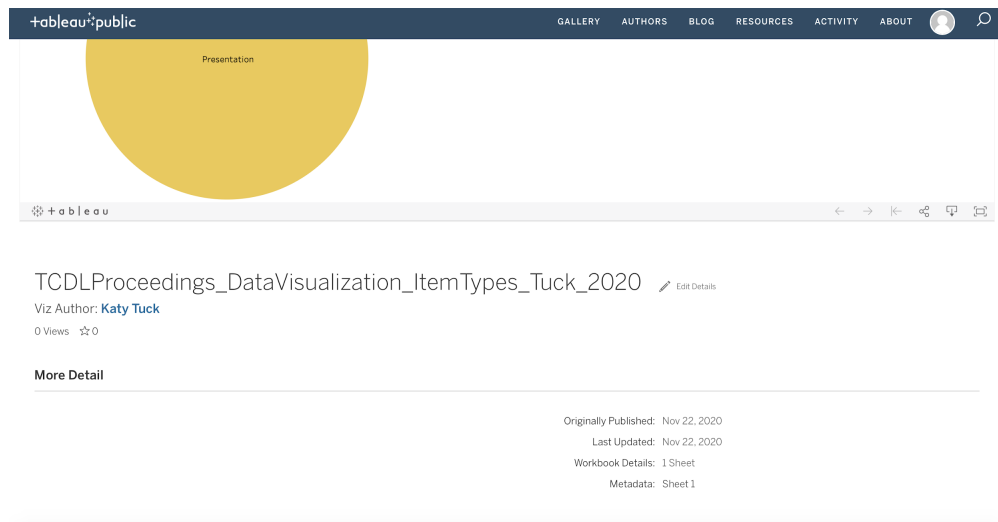 +ableau+public GALLERY AUTHORS BLOG RESOURCES ACTIVITY ABOUT
Presentation
+ableau
TCDLProceedings_DataVisualization_ItemTypes_Tuck_2020 Edit Details
Viz Author: Katy Tuck
0 Views ☆0
More Detail
Originally Published: Nov 22, 2020
Last Updated: Nov 22, 2020
Workbook Details: 1 Sheet
Metadata: Sheet 1